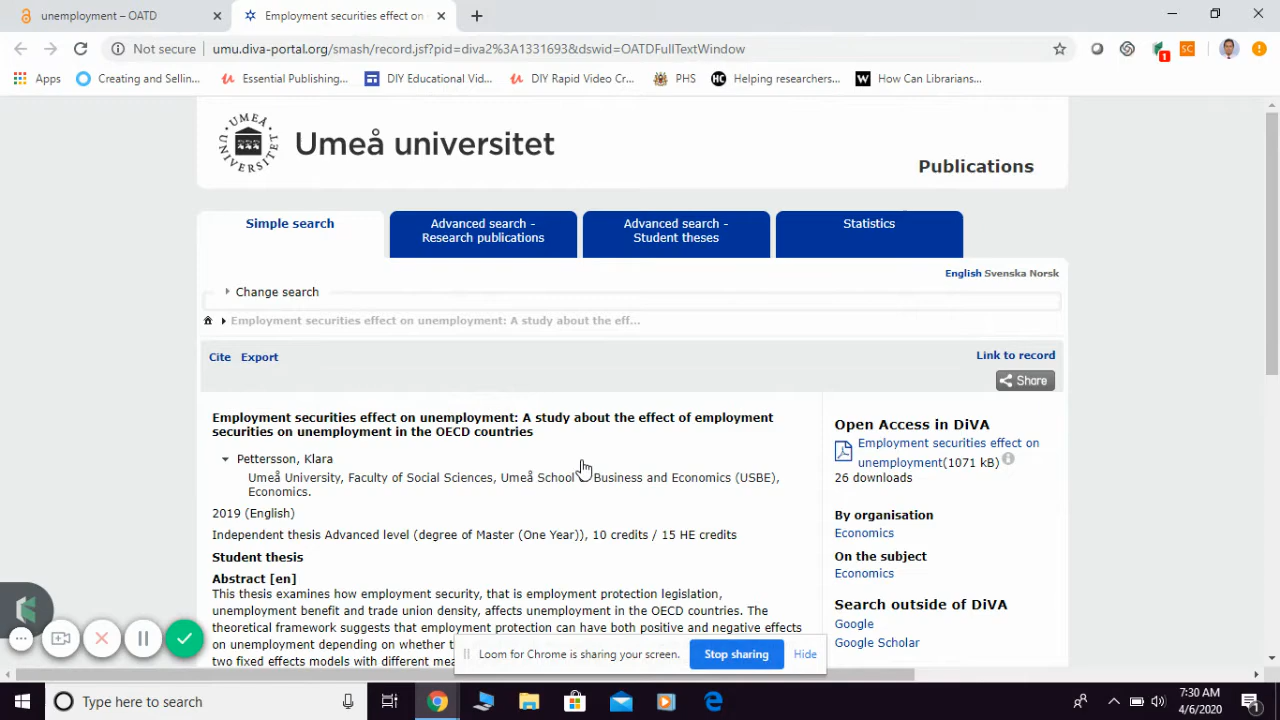 unemployment – OATD
Employment securities effect on
Not secure
umu.diva-portal.org/smash/record.jsf?pid=diva2%3A1331693&dswid=OATDFullTextWindow
SC
1
Apps
Creating and Sellin...
Essential Publishing...
DIY Educational Vid...
DIY Rapid Video Cr...
PHS
HC
Helping researchers...
W
How Can Librarians...
UMEÅ UNIVERSITET
Umeå universitet
Publications
Simple search
Advanced search -
Research publications
Advanced search -
Student theses
Statistics
English Svenska Norsk
Change search
Employment securities effect on unemployment: A study about the eff...
Cite Export
Link to record
Share
Employment securities effect on unemployment: A study about the effect of employment
securities on unemployment in the OECD countries
Pettersson, Klara
Umeå University, Faculty of Social Sciences, Umeå School Business and Economics (USBE),
Economics.
2019 (English)
Independent thesis Advanced level (degree of Master (One Year)), 10 credits / 15 HE credits
Student thesis
Abstract [en]
This thesis examines how employment security, that is employment protection legislation,
unemployment benefit and trade union density, affects unemployment in the OECD countries. The
theoretical framework suggests that employment protection can have both positive and negative effects
on unemployment depending on whether
two fixed effects models with different
Open Access in DiVA
Employment securities effect on
unemployment(1071 kB)
26 downloads
By organisation
Economics
On the subject
Economics
Search outside of DiVA
Google
Google Scholar
Loom for Chrome is sharing your screen.
Stop sharing
Hide
Type here to search
7:30 AM
4/6/2020
1